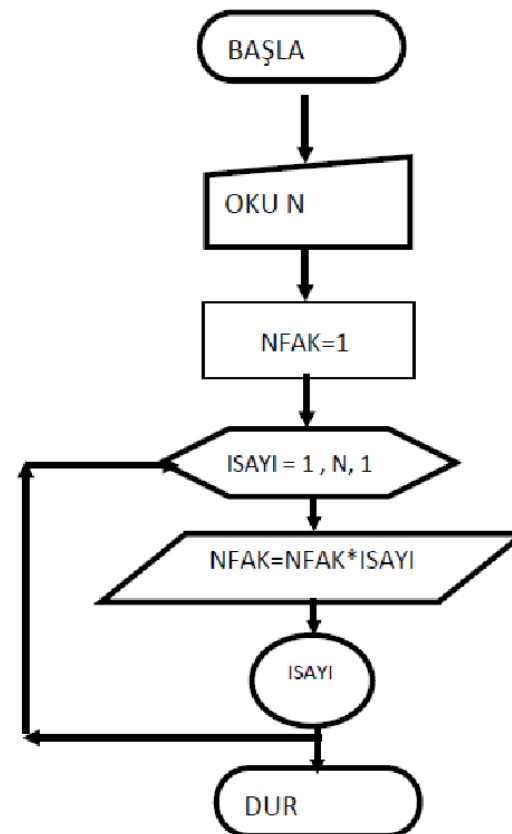 BAŞLA
OKU N
NFAK=1
ISAYI = 1 , N, 1
NFAK=NFAK*ISAYI
ISAYI
DUR